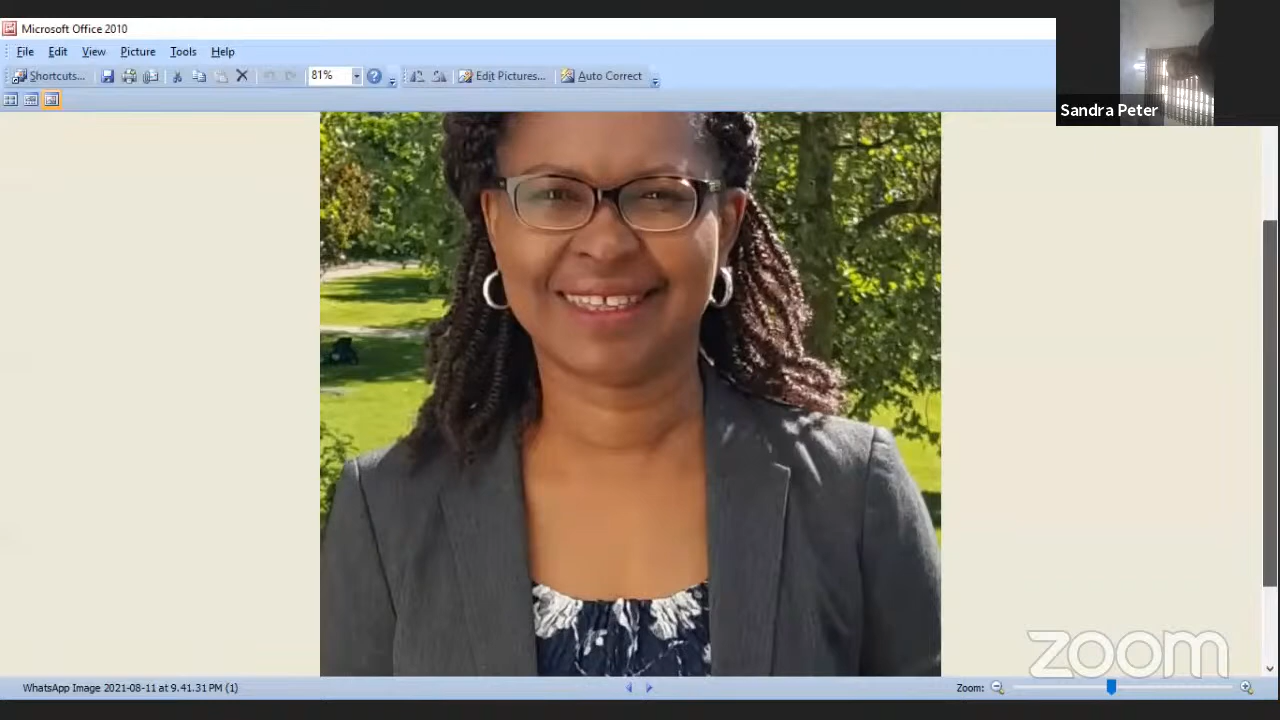 Microsoft Office 2010
File Edit View Picture Tools Help
Shortcuts... 81% Edit Pictures... Auto Correct
Sandra Peter
zoom
WhatsApp Image 2021-08-11 at 9.41.31 PM (1) Zoom: